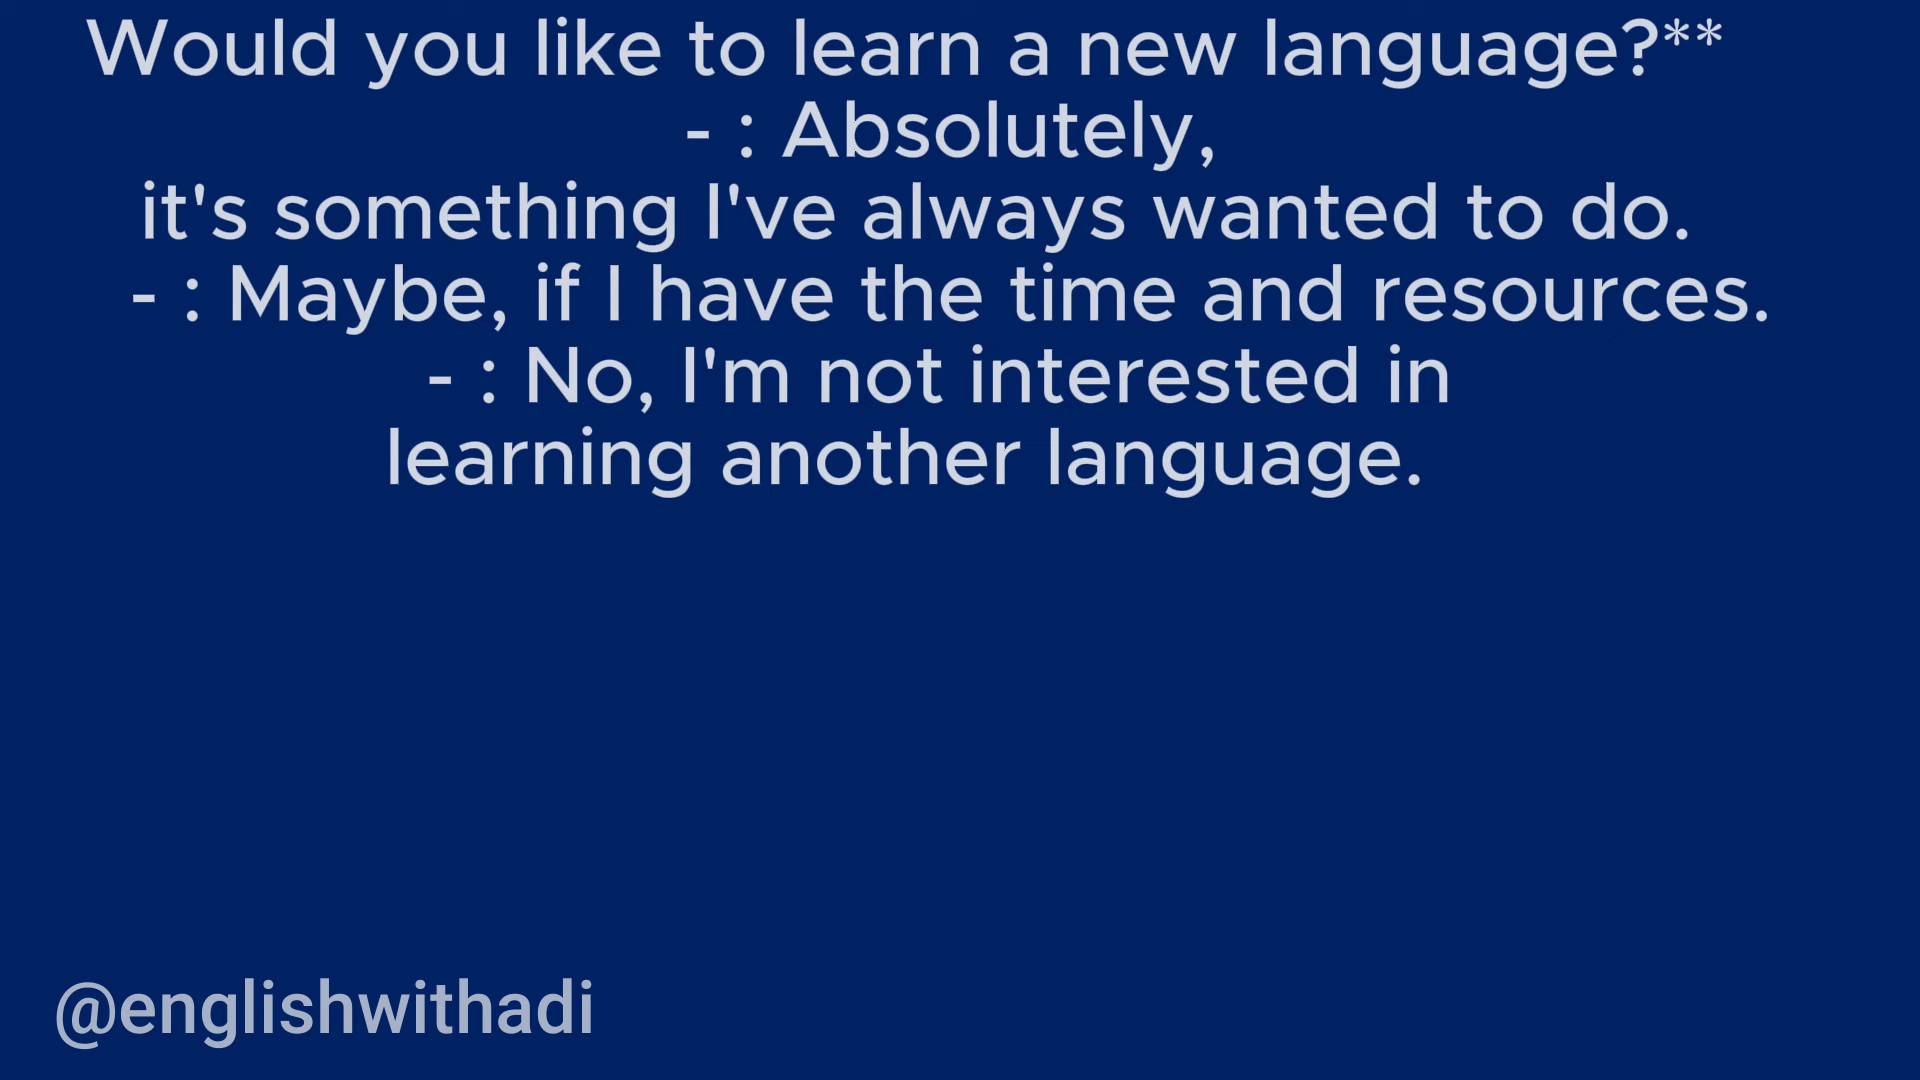 Would you like to learn a new language?**
- : Absolutely,
it's something I've always wanted to do.
- : Maybe, if I have the time and resources.
- : No, I'm not interested in
learning another language.
@englishwithadi